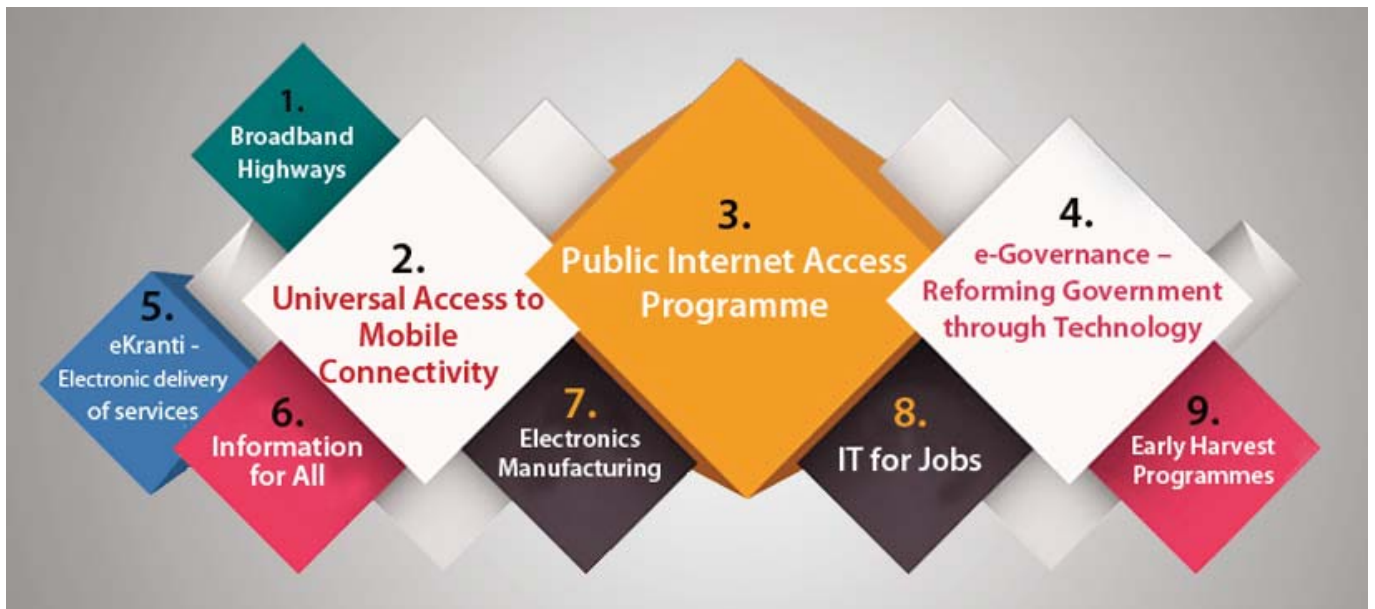 1.
Broadband
Highways
2.
Universal Access to
Mobile
Connectivity
3.
Public Internet Access
Programme
4.
e-Governance –
Reforming Government
through Technology
5.
eKranti -
Electronic delivery
of services
6.
Information
for All
7.
Electronics
Manufacturing
8.
IT for Jobs
9.
Early Harvest
Programmes